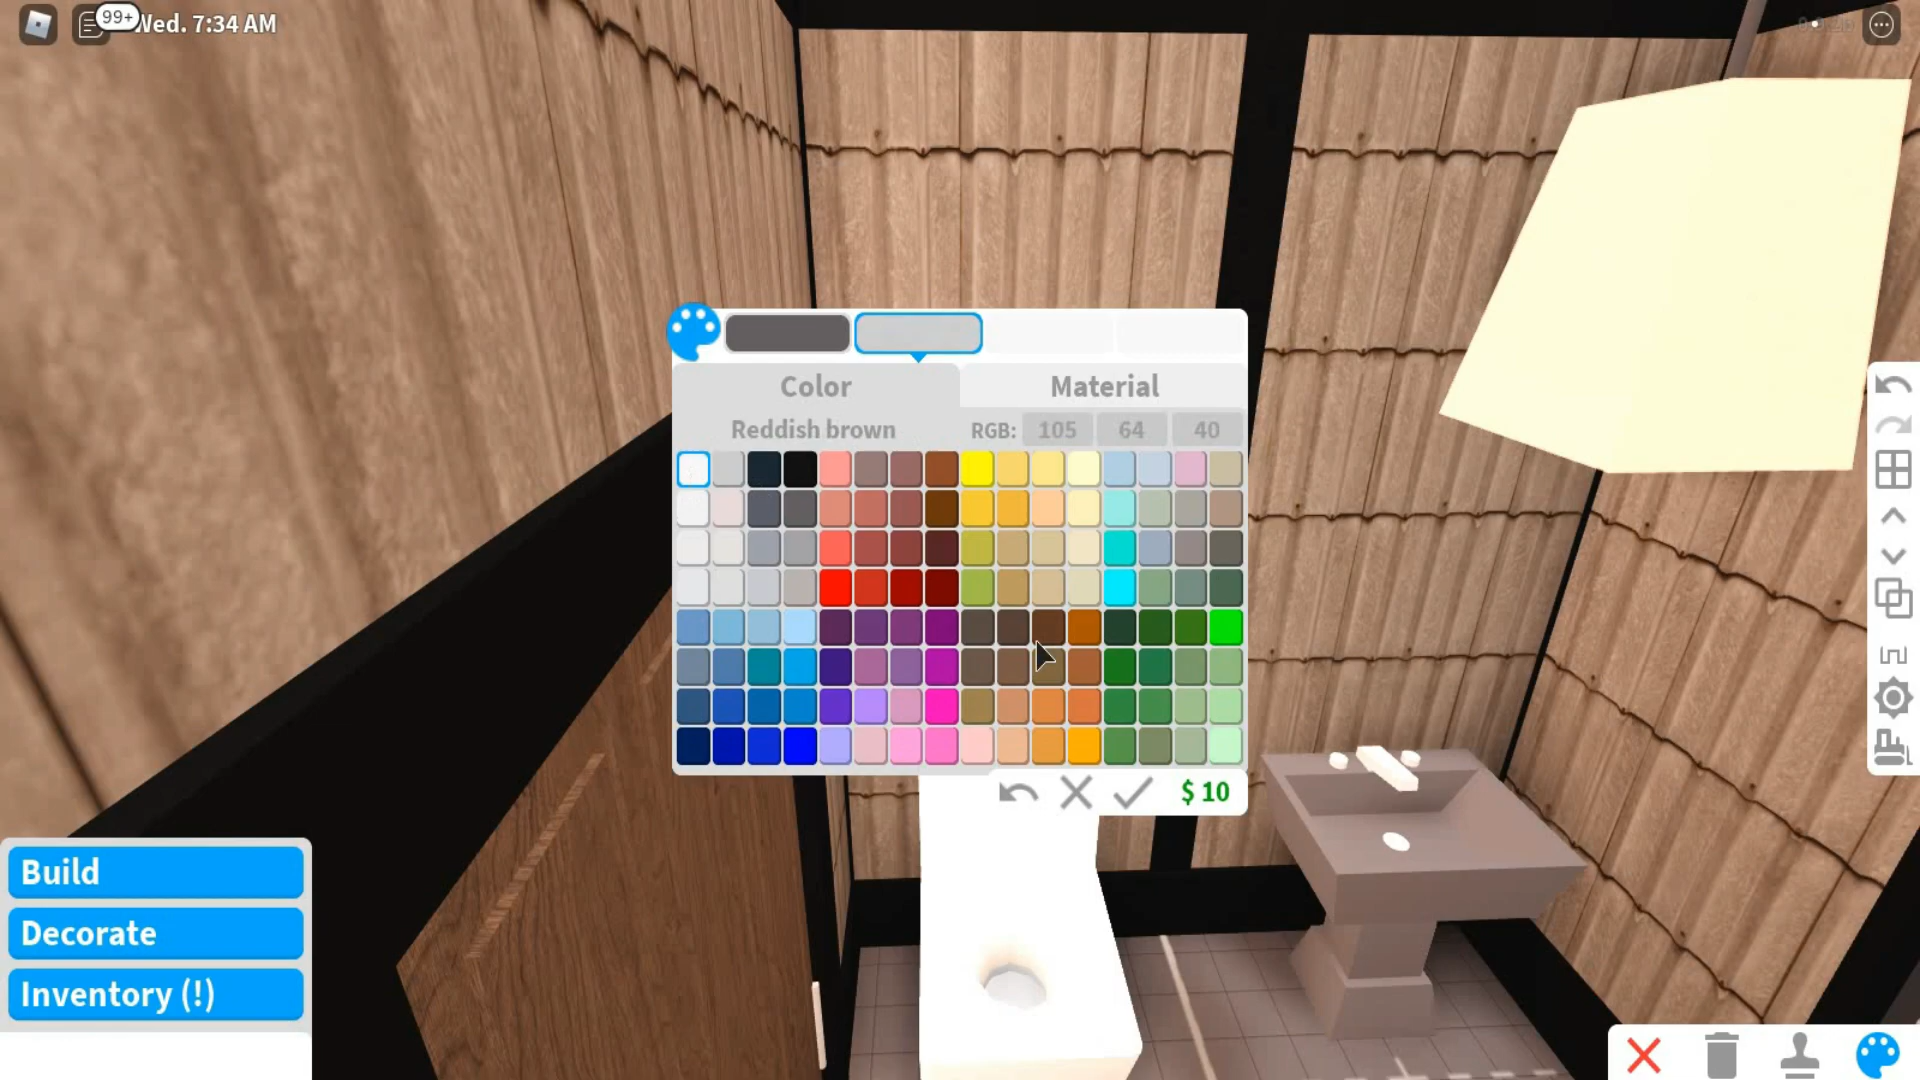 99+
Wed. 7:34 AM
Color
Material
Reddish brown
RGB: 105 64 40
$ 10
Build
Decorate
Inventory (!)